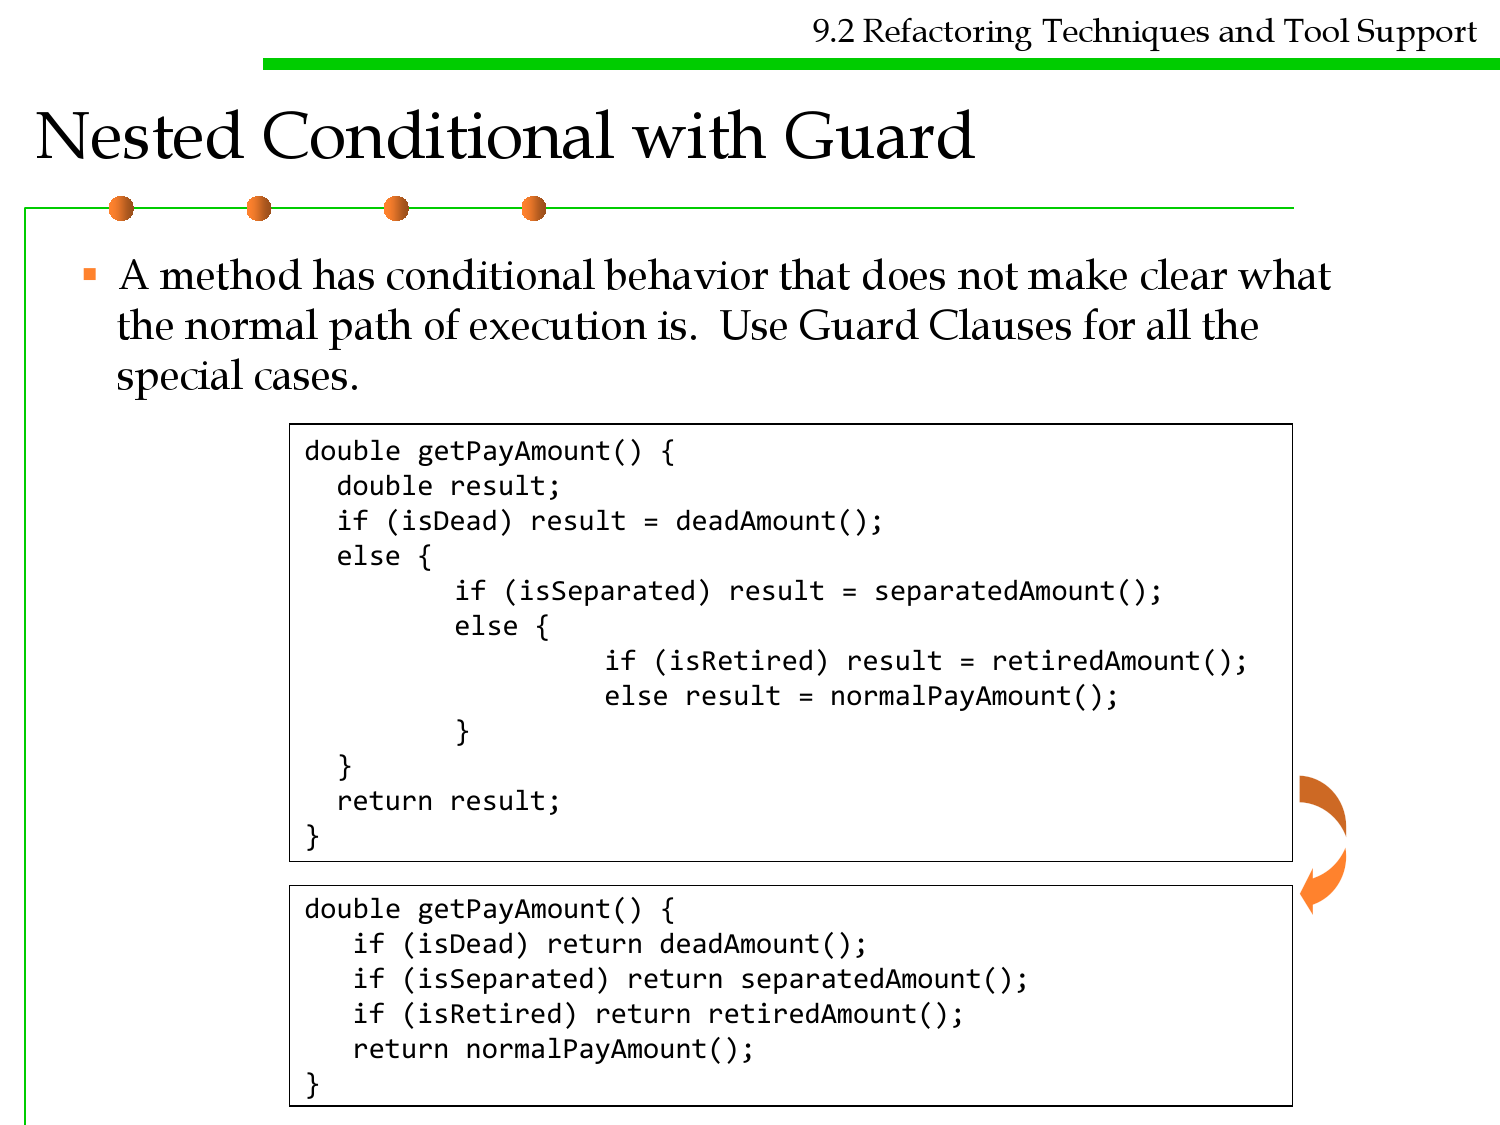 9.2 Refactoring Techniques and Tool Support
Nested Conditional with Guard
▪ A method has conditional behavior that does not make clear what
the normal path of execution is.  Use Guard Clauses for all the
special cases.
double getPayAmount() {
  double result;
  if (isDead) result = deadAmount();
  else {
         if (isSeparated) result = separatedAmount();
         else {
                  if (isRetired) result = retiredAmount();
                  else result = normalPayAmount();
         }
  }
  return result;
}
double getPayAmount() {
   if (isDead) return deadAmount();
   if (isSeparated) return separatedAmount();
   if (isRetired) return retiredAmount();
   return normalPayAmount();
}